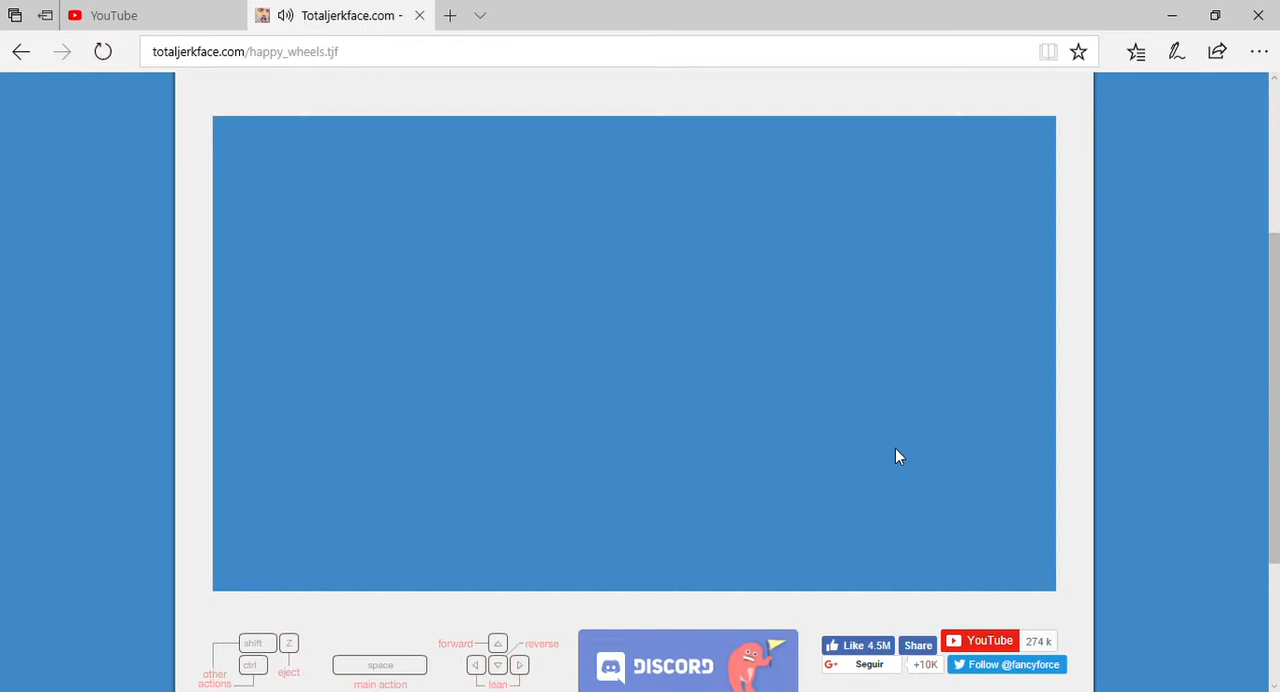 YouTube
Totaljerkface.com -
totaljerkface.com/happy_wheels.tjf
shift Z
ctrl
other
actions
eject
space
main action
forward
reverse
lean
DISCORD
Like 4.5M Share YouTube 274 k
G+ Seguir +10K Follow @fancyforce